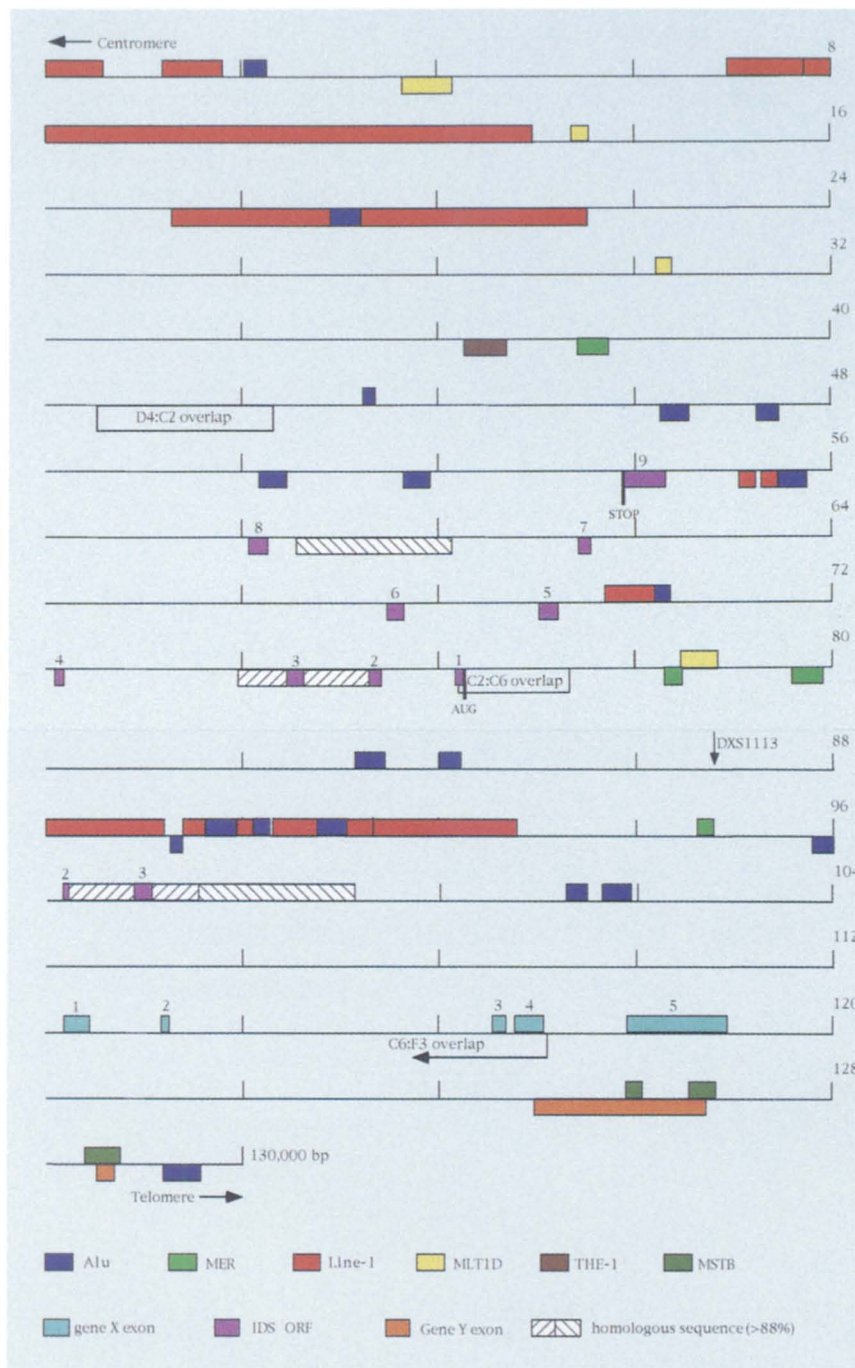 Centromere
8
16
24
32
40
48
D4:C2 overlap
56
9
STOP
64
8
7
72
6
5
80
4
3
2
1
C2:C6 overlap
AUG
DXS1113
88
96
2
3
104
112
120
1
2
3
4
5
C6:F3 overlap
128
130,000 bp
Telomere
Alu
MER
Line-1
MLT1D
THE-1
MSTB
gene X exon
IDS ORF
Gene Y exon
homologous sequence (>88%)